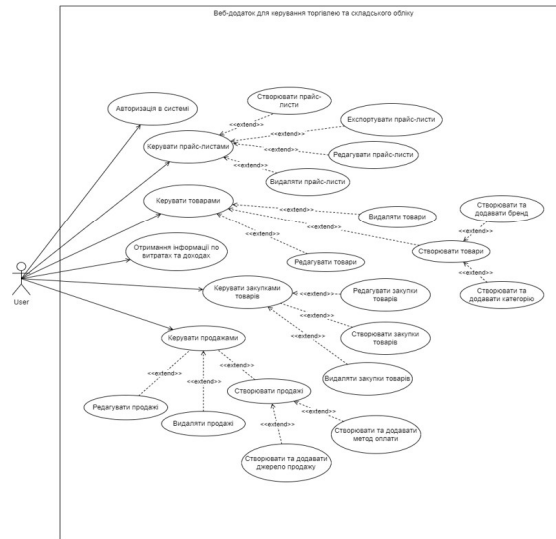 Веб-додаток для керування торгівлею та складського обліку
Створювати прайс-
листи
Авторизація в системі
<<extend>>
Експортувати прайс-листи
<<extend>>
Керувати прайс-листами
<<extend>>
Редагувати прайс-листи
<<extend>>
Видаляти прайс-листи
Керувати товарами
<<extend>>
Видаляти товари
Створювати та
додавати бренд
<<extend>>
<<extend>>
Отримання інформації по
витратах та доходах
<<extend>>
Створювати товари
Редагувати товари
<<extend>>
User
Керувати закупками
товарів
<<extend>>
Редагувати закупки
товарів
Створювати та
додавати категорію
<<extend>>
Керувати продажами
Створювати закупки
товарів
<<extend>>
<<extend>>
<<extend>>
<<extend>>
Видаляти закупки товарів
Створювати продажі
Редагувати продажі
<<extend>>
Видаляти продажі
<<extend>>
Створювати та додавати
метод оплати
Створювати та додавати
джерело продажу